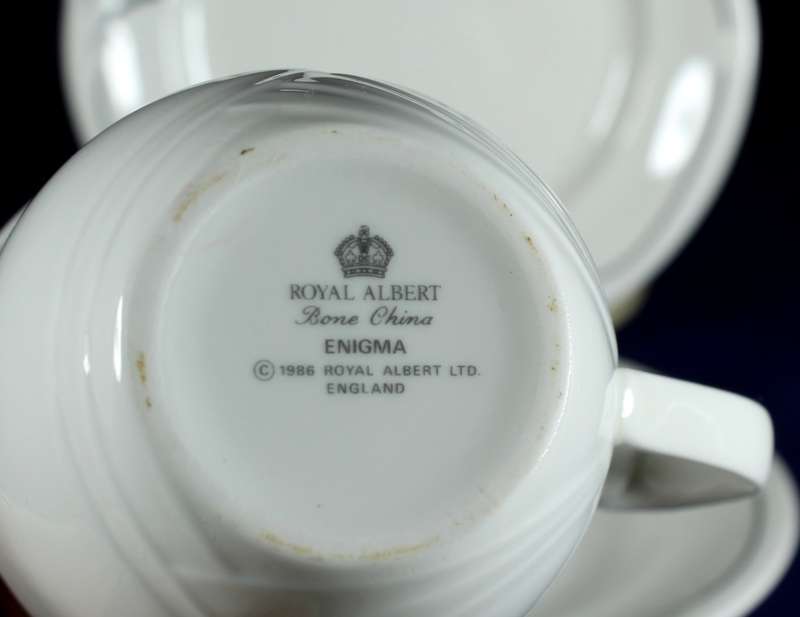 ROYAL ALBERT
Bone China
ENIGMA
© 1986 ROYAL ALBERT LTD.
ENGLAND